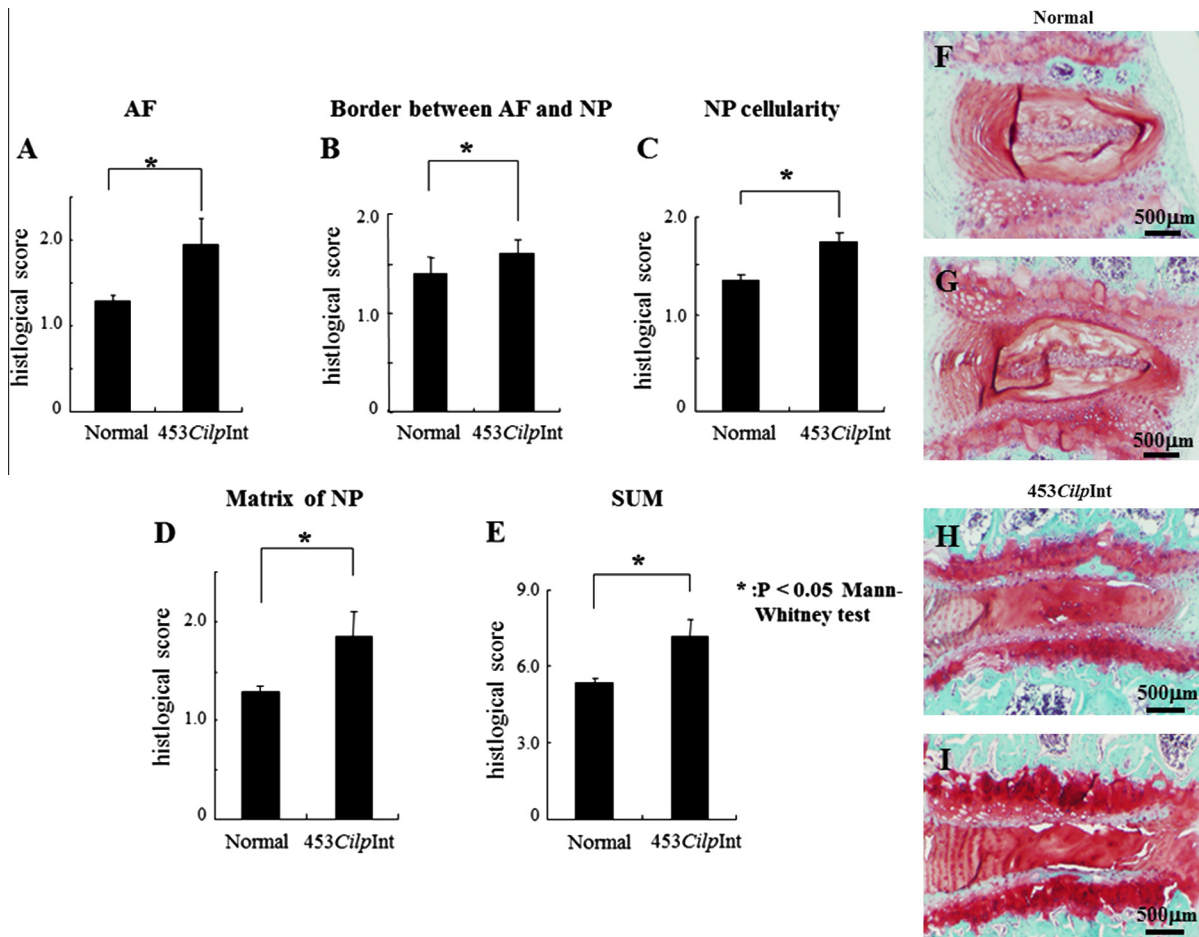 Normal
F
500µm
G
500µm
AF
A
*
histlogical score
2.0
1.0
0
Normal 453CilpInt
Border between AF and NP
B
*
histlogical score
2.0
1.0
0
Normal 453CilpInt
NP cellularity
C
*
histlogical score
2.0
1.0
0
Normal 453CilpInt
Matrix of NP
D
*
histlogical score
2.0
1.0
0
Normal 453CilpInt
SUM
E
*
histlogical score
9.0
6.0
3.0
0
Normal 453CilpInt
* :P < 0.05 Mann-
Whitney test
453CilpInt
H
500µm
I
500µm